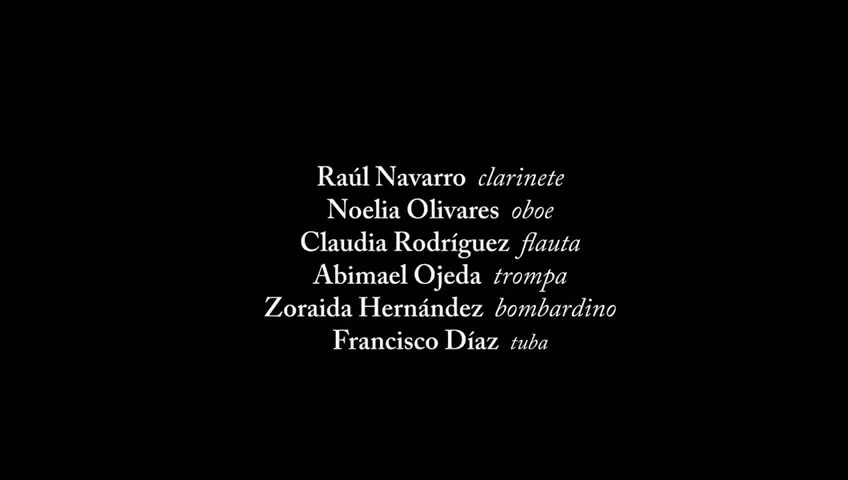 Raúl Navarro clarinete
Noelia Olivares oboe
Claudia Rodríguez flauta
Abimael Ojeda trompa
Zoraida Hernández bombardino
Francisco Díaz tuba